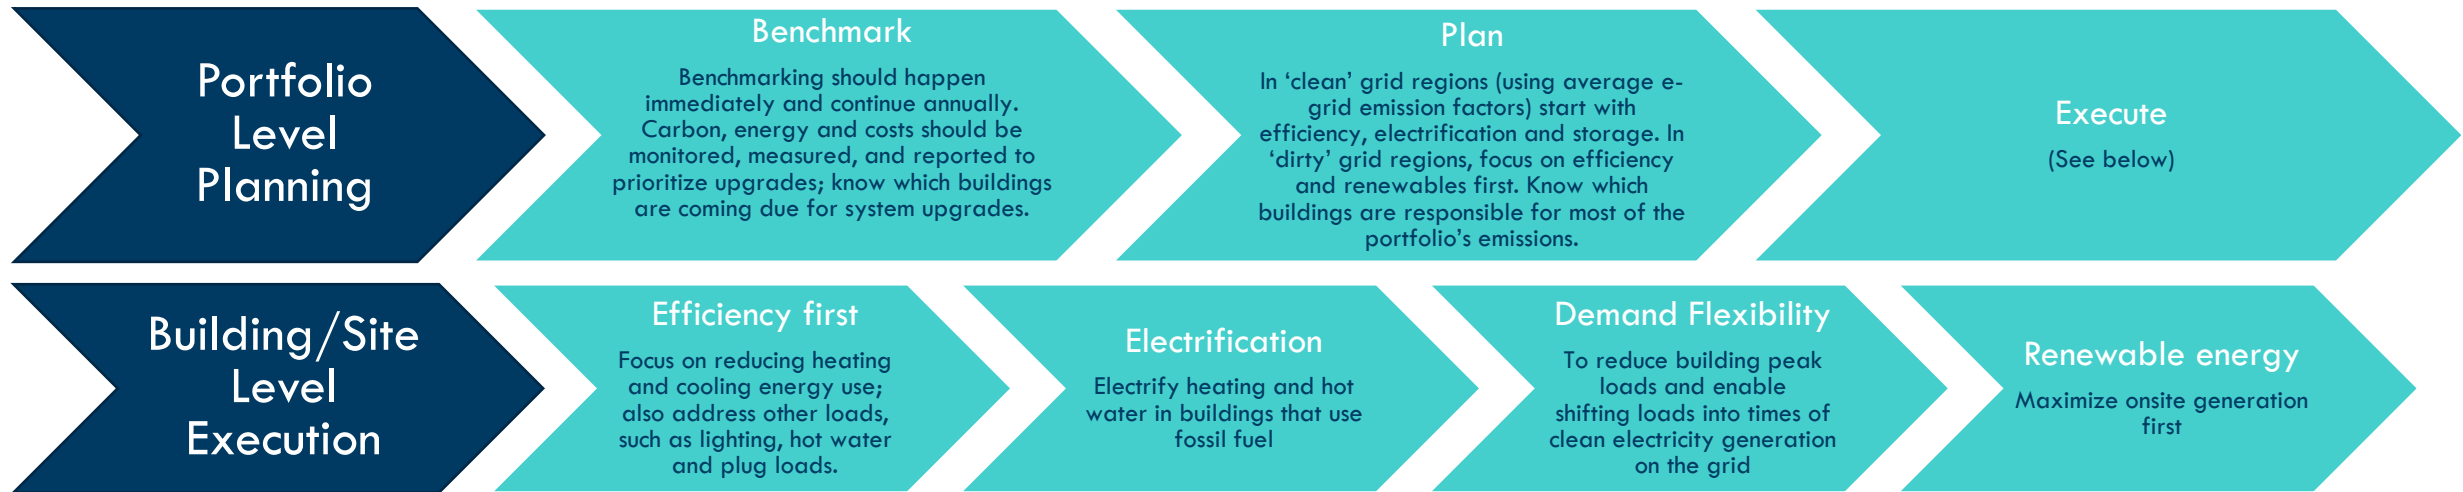 Portfolio
Level
Planning
Benchmark
Benchmarking should happen
immediately and continue annually.
Carbon, energy and costs should be
monitored, measured, and reported to
prioritize upgrades; know which buildings
are coming due for system upgrades.
Plan
In ‘clean’ grid regions (using average e-
grid emission factors) start with
efficiency, electrification and storage. In
‘dirty’ grid regions, focus on efficiency
and renewables first. Know which
buildings are responsible for most of the
portfolio’s emissions.
Execute
(See below)
Building/Site
Level
Execution
Efficiency first
Focus on reducing heating
and cooling energy use;
also address other loads,
such as lighting, hot water
and plug loads.
Electrification
Electrify heating and hot
water in buildings that use
fossil fuel
Demand Flexibility
To reduce building peak
loads and enable
shifting loads into times of
clean electricity generation
on the grid
Renewable energy
Maximize onsite generation
first